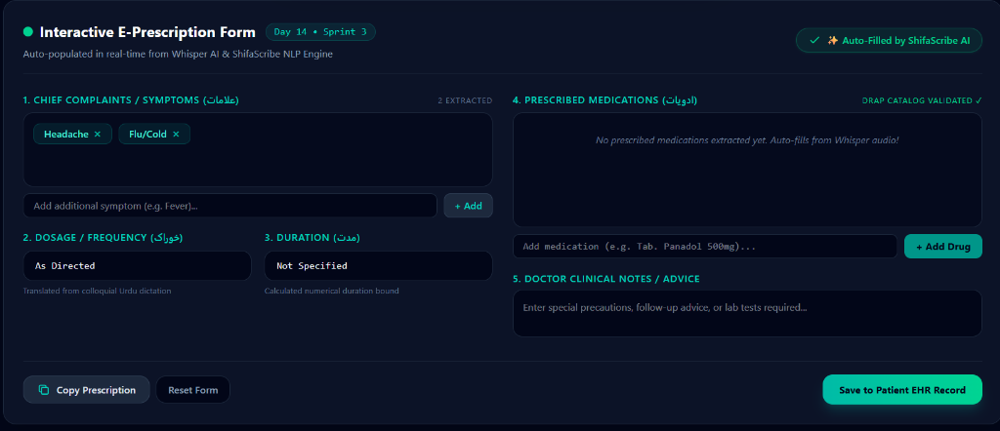 Interactive E-Prescription Form
Day 14 • Sprint 3
Auto-populated in real-time from Whisper AI & ShifaScribe NLP Engine
✓ ✨ Auto-Filled by ShifaScribe AI
1. CHIEF COMPLAINTS / SYMPTOMS (علامات)
2 EXTRACTED
Headache ×
Flu/Cold ×
Add additional symptom (e.g. Fever)...
+ Add
2. DOSAGE / FREQUENCY (خوراک)
As Directed
Translated from colloquial Urdu dictation
3. DURATION (مدت)
Not Specified
Calculated numerical duration bound
4. PRESCRIBED MEDICATIONS (ادویات)
DRAP CATALOG VALIDATED ✓
No prescribed medications extracted yet. Auto-fills from Whisper audio!
Add medication (e.g. Tab. Panadol 500mg)...
+ Add Drug
5. DOCTOR CLINICAL NOTES / ADVICE
Enter special precautions, follow-up advice, or lab tests required...
Copy Prescription
Reset Form
Save to Patient EHR Record